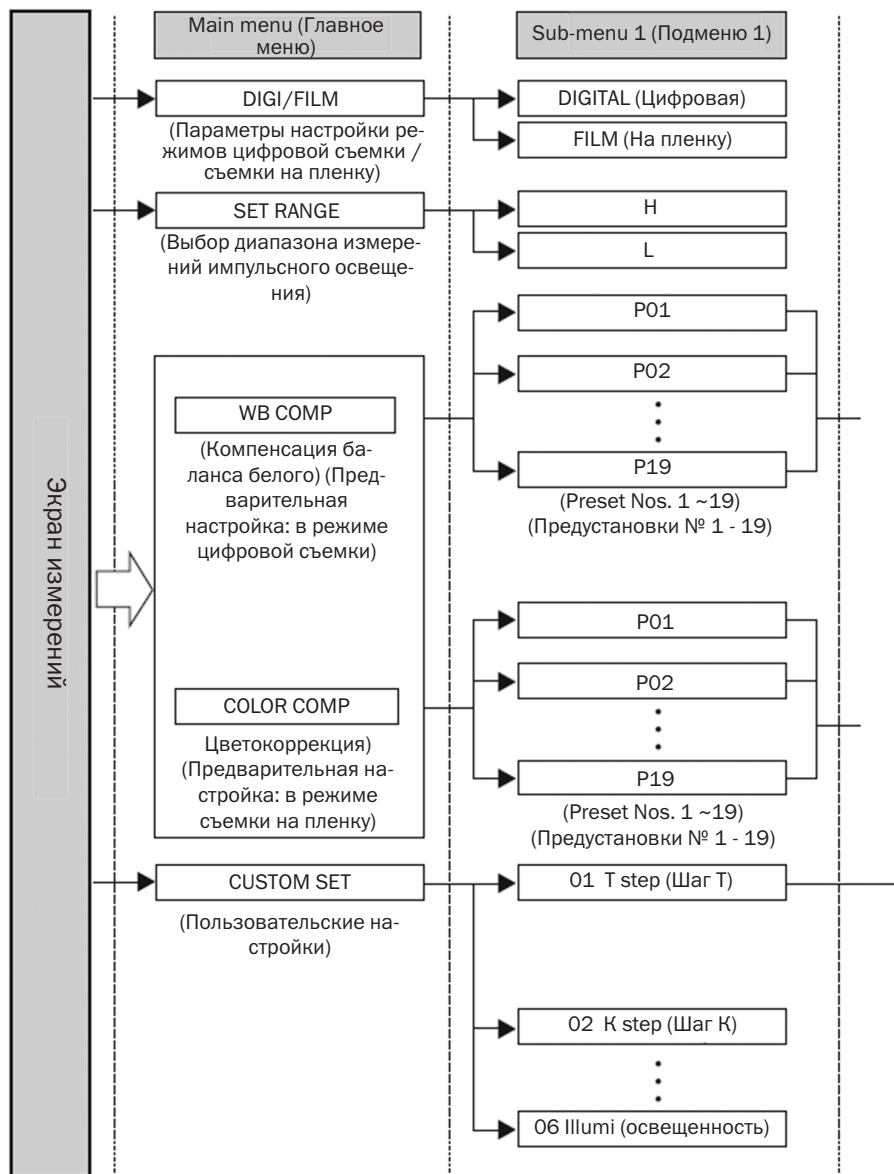 Main menu (Главное
меню)
Sub-menu 1 (Подменю 1)
Экран измерений
DIGI/FILM
(Параметры настройки ре-
жимов цифровой съемки /
съемки на пленку)
DIGITAL (Цифровая)
FILM (На пленку)
SET RANGE
(Выбор диапазона измере-
ний импульсного освеще-
ния)
H
L
WB COMP
(Компенсация ба-
ланса белого) (Пред-
варительная
настройка: в режиме
цифровой съемки)
P01
P02
P19
(Preset Nos. 1 ~19)
(Предустановки № 1 - 19)
COLOR COMP
Цветокоррекция)
(Предварительная на-
стройка: в режиме
съемки на пленку)
P01
P02
P19
(Preset Nos. 1 ~19)
(Предустановки № 1 - 19)
CUSTOM SET
(Пользовательские на-
стройки)
01 T step (Шаг T)
02 K step (Шаг K)
06 Illumi (освещенность)